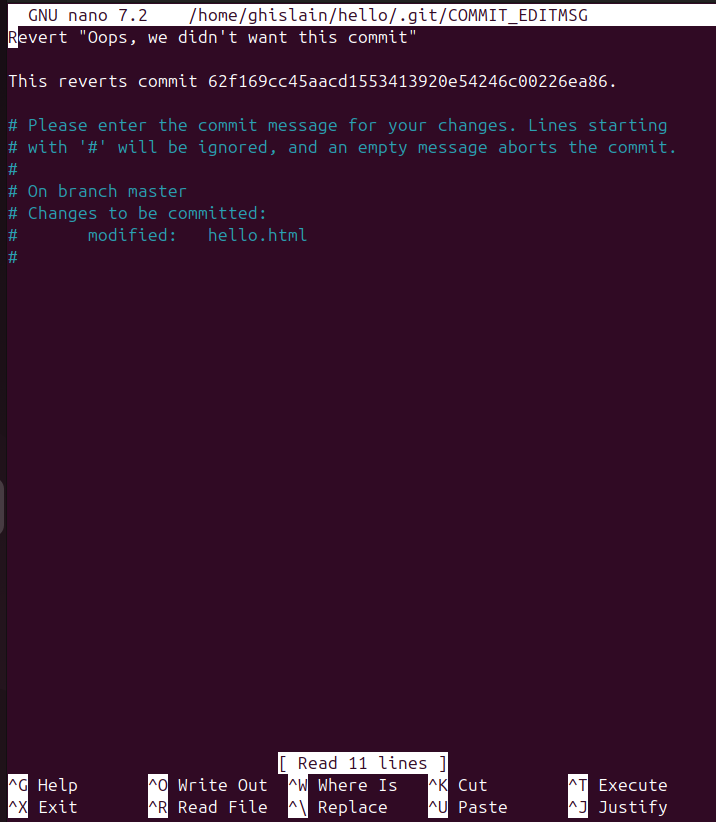 GNU nano 7.2 /home/ghislain/hello/.git/COMMIT_EDITMSG
Revert "Oops, we didn't want this commit"
This reverts commit 62f169cc45aacd1553413920e54246c00226ea86.
# Please enter the commit message for your changes. Lines starting
# with '#' will be ignored, and an empty message aborts the commit.
#
# On branch master
# Changes to be committed:
#       modified:   hello.html
#
[ Read 11 lines ]
^G Help ^O Write Out ^W Where Is ^K Cut ^T Execute
^X Exit ^R Read File ^\ Replace ^U Paste ^J Justify